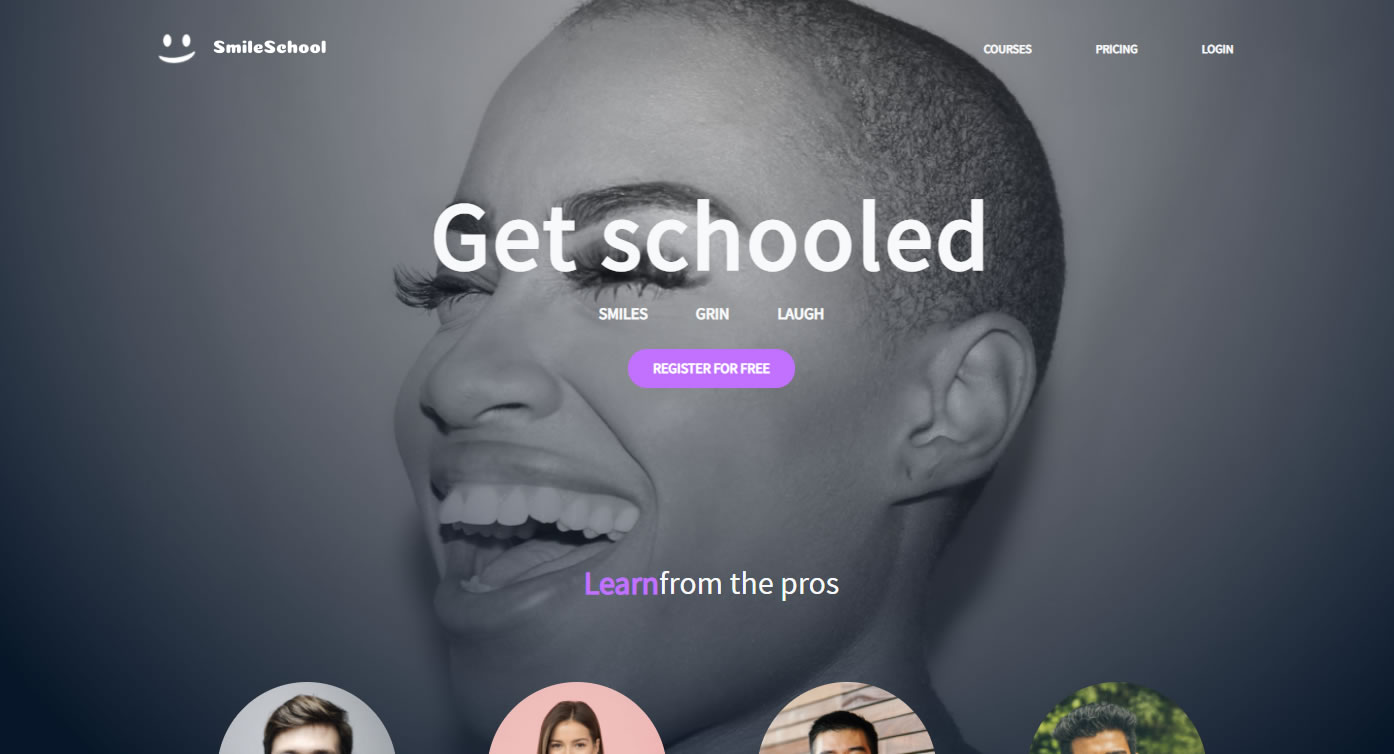 SmileSchool
COURSES PRICING LOGIN
Get schooled
SMILES GRIN LAUGH
REGISTER FOR FREE
Learnfrom the pros